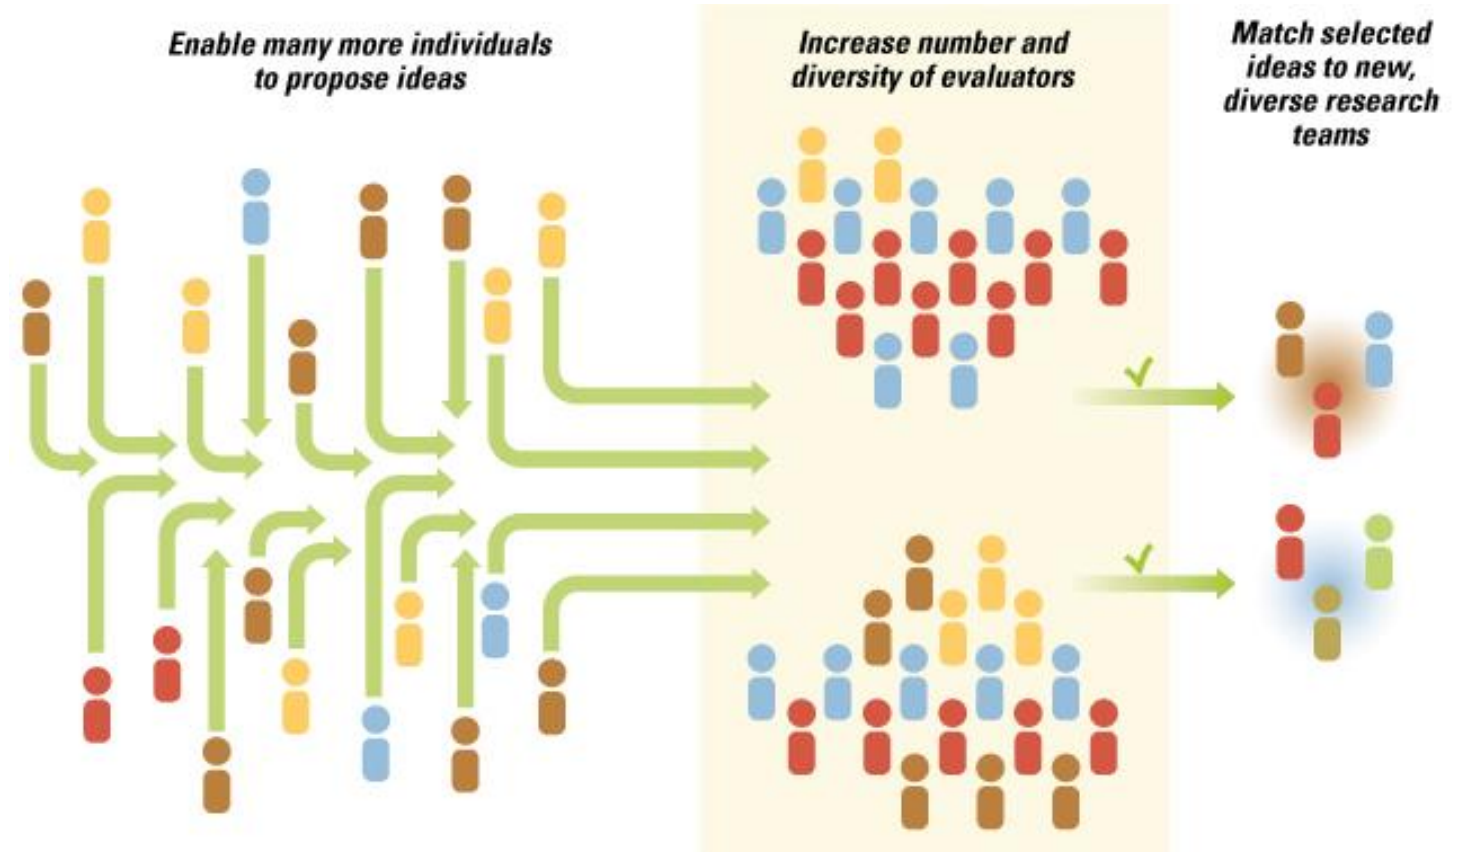 Enable many more individuals
to propose ideas
Increase number and
diversity of evaluators
Match selected
ideas to new,
diverse research
teams